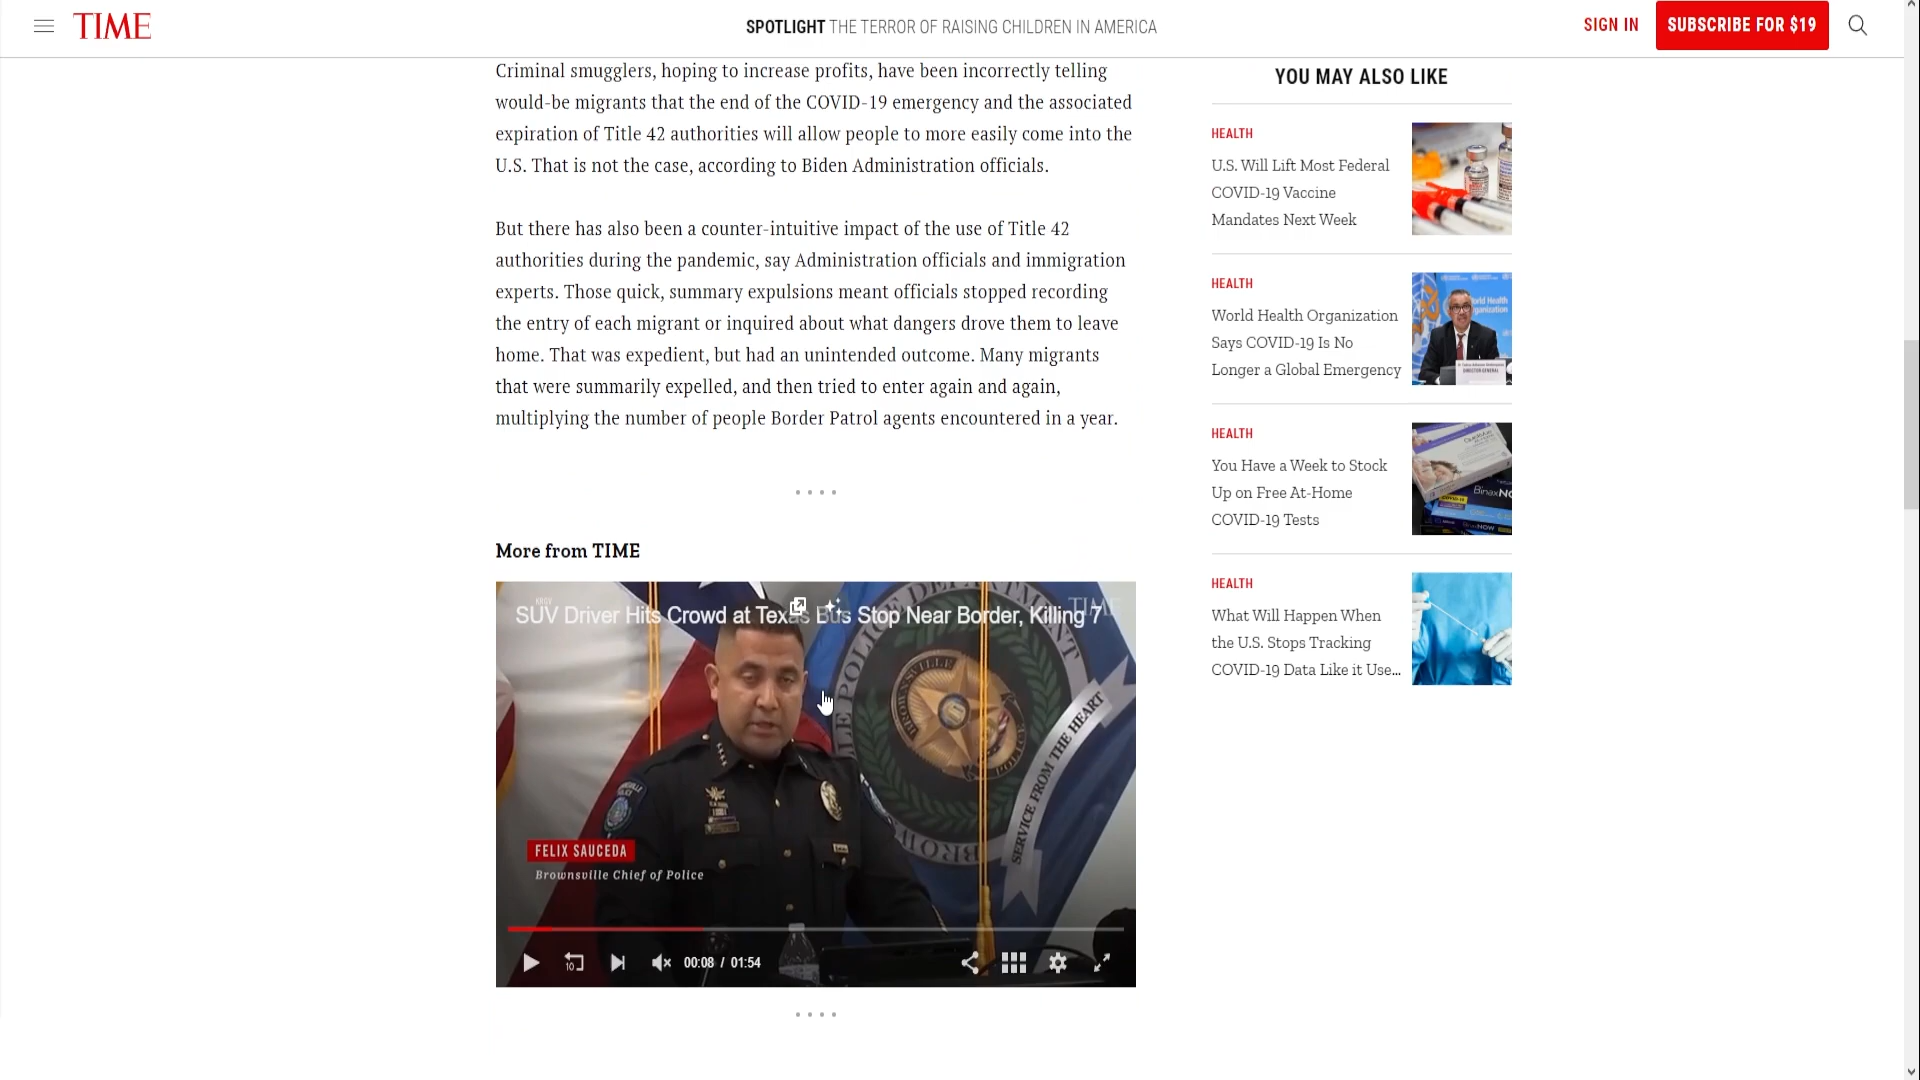 TIME
SPOTLIGHT THE TERROR OF RAISING CHILDREN IN AMERICA
SIGN IN
SUBSCRIBE FOR $19
Criminal smugglers, hoping to increase profits, have been incorrectly telling
would-be migrants that the end of the COVID-19 emergency and the associated
expiration of Title 42 authorities will allow people to more easily come into the
U.S. That is not the case, according to Biden Administration officials.
But there has also been a counter-intuitive impact of the use of Title 42
authorities during the pandemic, say Administration officials and immigration
experts. Those quick, summary expulsions meant officials stopped recording
the entry of each migrant or inquired about what dangers drove them to leave
home. That was expedient, but had an unintended outcome. Many migrants
that were summarily expelled, and then tried to enter again and again,
multiplying the number of people Border Patrol agents encountered in a year.
More from TIME
SUV Driver Hits Crowd at Texas Bus Stop Near Border, Killing 7
TIME
POLICE DEPARTMENT
BROWNSVILLE
SERVICE FROM THE HEART
FELIX SAUCEDA
Brownsville Chief of Police
10
00:08 / 01:54
YOU MAY ALSO LIKE
HEALTH
U.S. Will Lift Most Federal
COVID-19 Vaccine
Mandates Next Week
HEALTH
World Health Organization
Says COVID-19 Is No
Longer a Global Emergency
HEALTH
You Have a Week to Stock
Up on Free At-Home
COVID-19 Tests
HEALTH
What Will Happen When
the U.S. Stops Tracking
COVID-19 Data Like it Use...